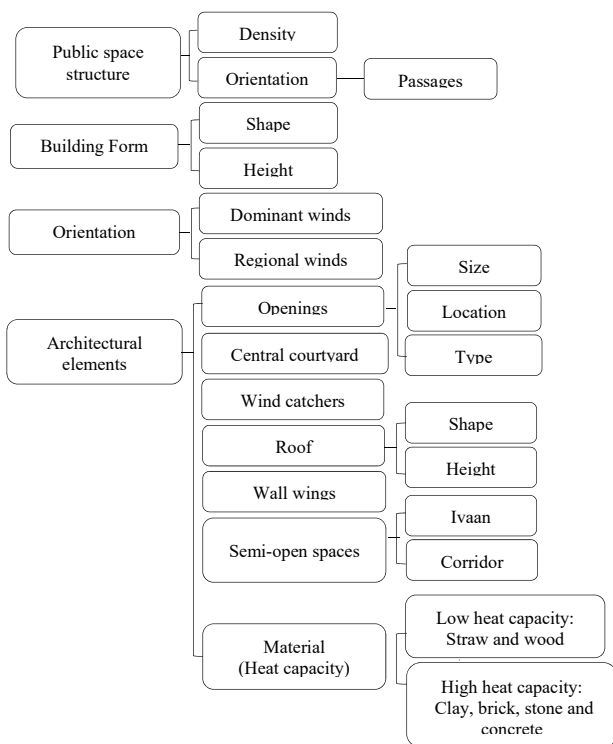 Public space
structure
Density
Orientation
Passages
Building Form
Shape
Height
Orientation
Dominant winds
Regional winds
Architectural
elements
Openings
Size
Location
Type
Central courtyard
Wind catchers
Roof
Shape
Height
Wall wings
Semi-open spaces
Ivaan
Corridor
Material
(Heat capacity)
Low heat capacity:
Straw and wood
High heat capacity:
Clay, brick, stone and
concrete